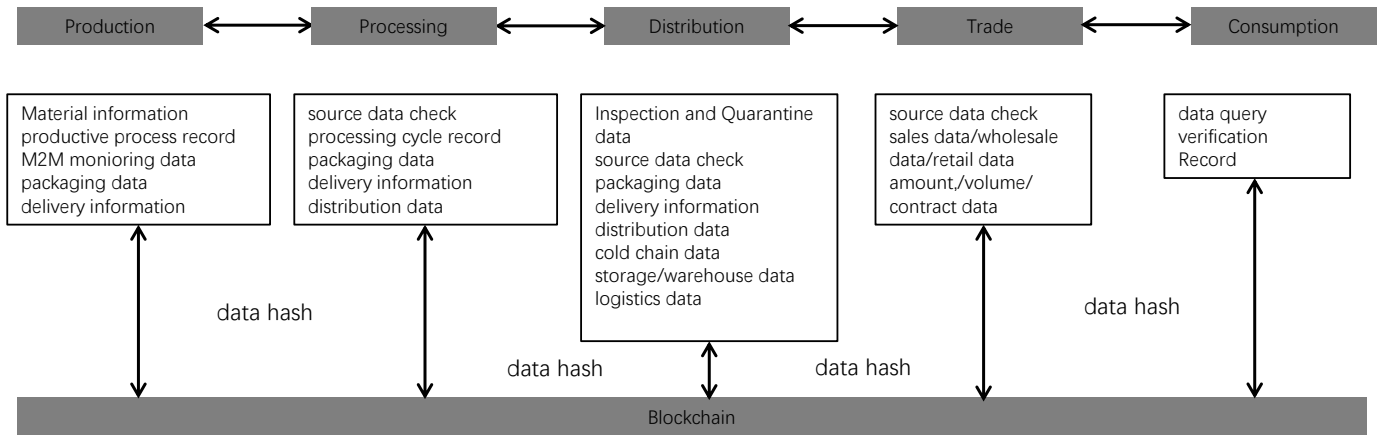 Production
Processing
Distribution
Trade
Consumption
Material information
productive process record
M2M monioring data
packaging data
delivery information
source data check
processing cycle record
packaging data
delivery information
distribution data
Inspection and Quarantine
data
source data check
packaging data
delivery information
distribution data
cold chain data
storage/warehouse data
logistics data
source data check
sales data/wholesale
data/retail data
amount,/volume/
contract data
data query
verification
Record
data hash
data hash
data hash
data hash
Blockchain